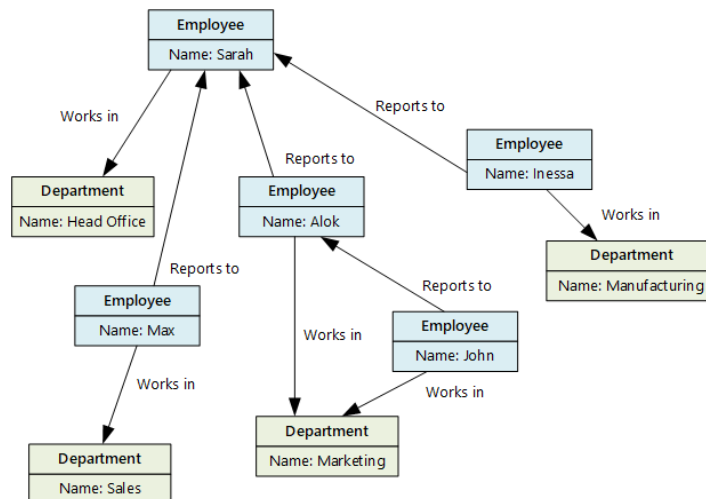 Employee
Name: Sarah
Works in
Reports to
Employee
Name: Inessa
Reports to
Department
Name: Head Office
Employee
Name: Alok
Works in
Department
Name: Manufacturing
Reports to
Employee
Name: Max
Reports to
Employee
Name: John
Works in
Works in
Works in
Department
Name: Marketing
Department
Name: Sales